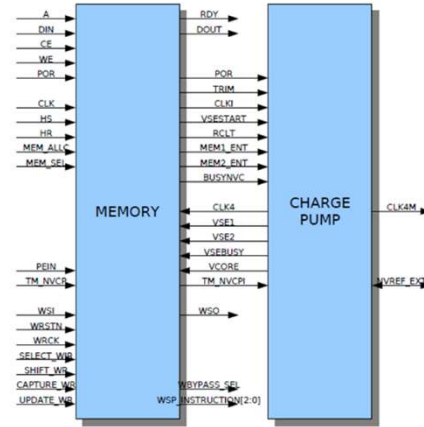 A
DIN
CE
WE
POR
CLK
HS
HR
MEM_ALLC
MEM_SEL
PEIN
TM_NVCP
WSI
WRSTN
WRCK
SELECT_WIR
SHIFT_WR
CAPTURE_WR
UPDATE_WR
MEMORY
RDY
DOUT
POR
TRIM
CLKI
VSESTART
RCLT
MEM1_ENT
MEM2_ENT
BUSYNVC
CLK4
VSE1
VSE2
VSEBUSY
VCORE
TM_NVCPI
WSO
WBYPASS_SEL
WSP_INSTRUCTION[2:0]
CHARGE
PUMP
CLK4M
NVREF_EXT